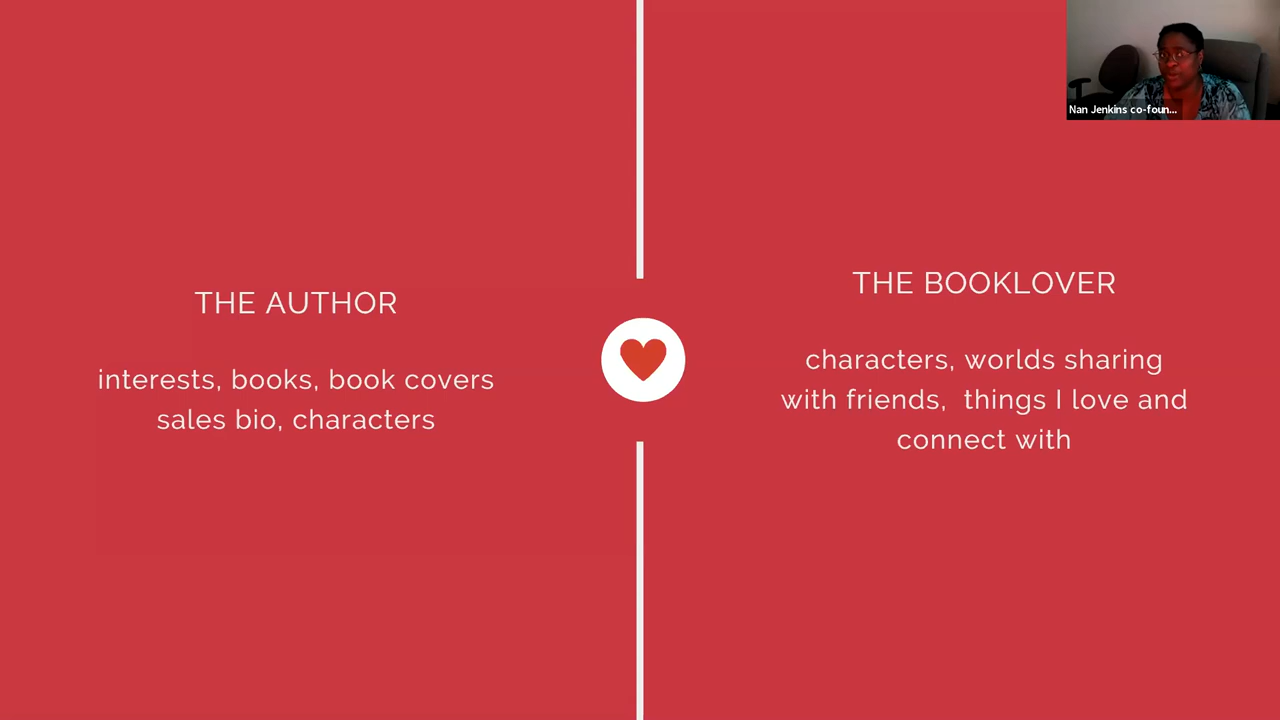 THE AUTHOR
interests, books, book covers
sales bio, characters
THE BOOKLOVER
characters, worlds sharing
with friends,  things I love and
connect with
Nan Jenkins co-foun...